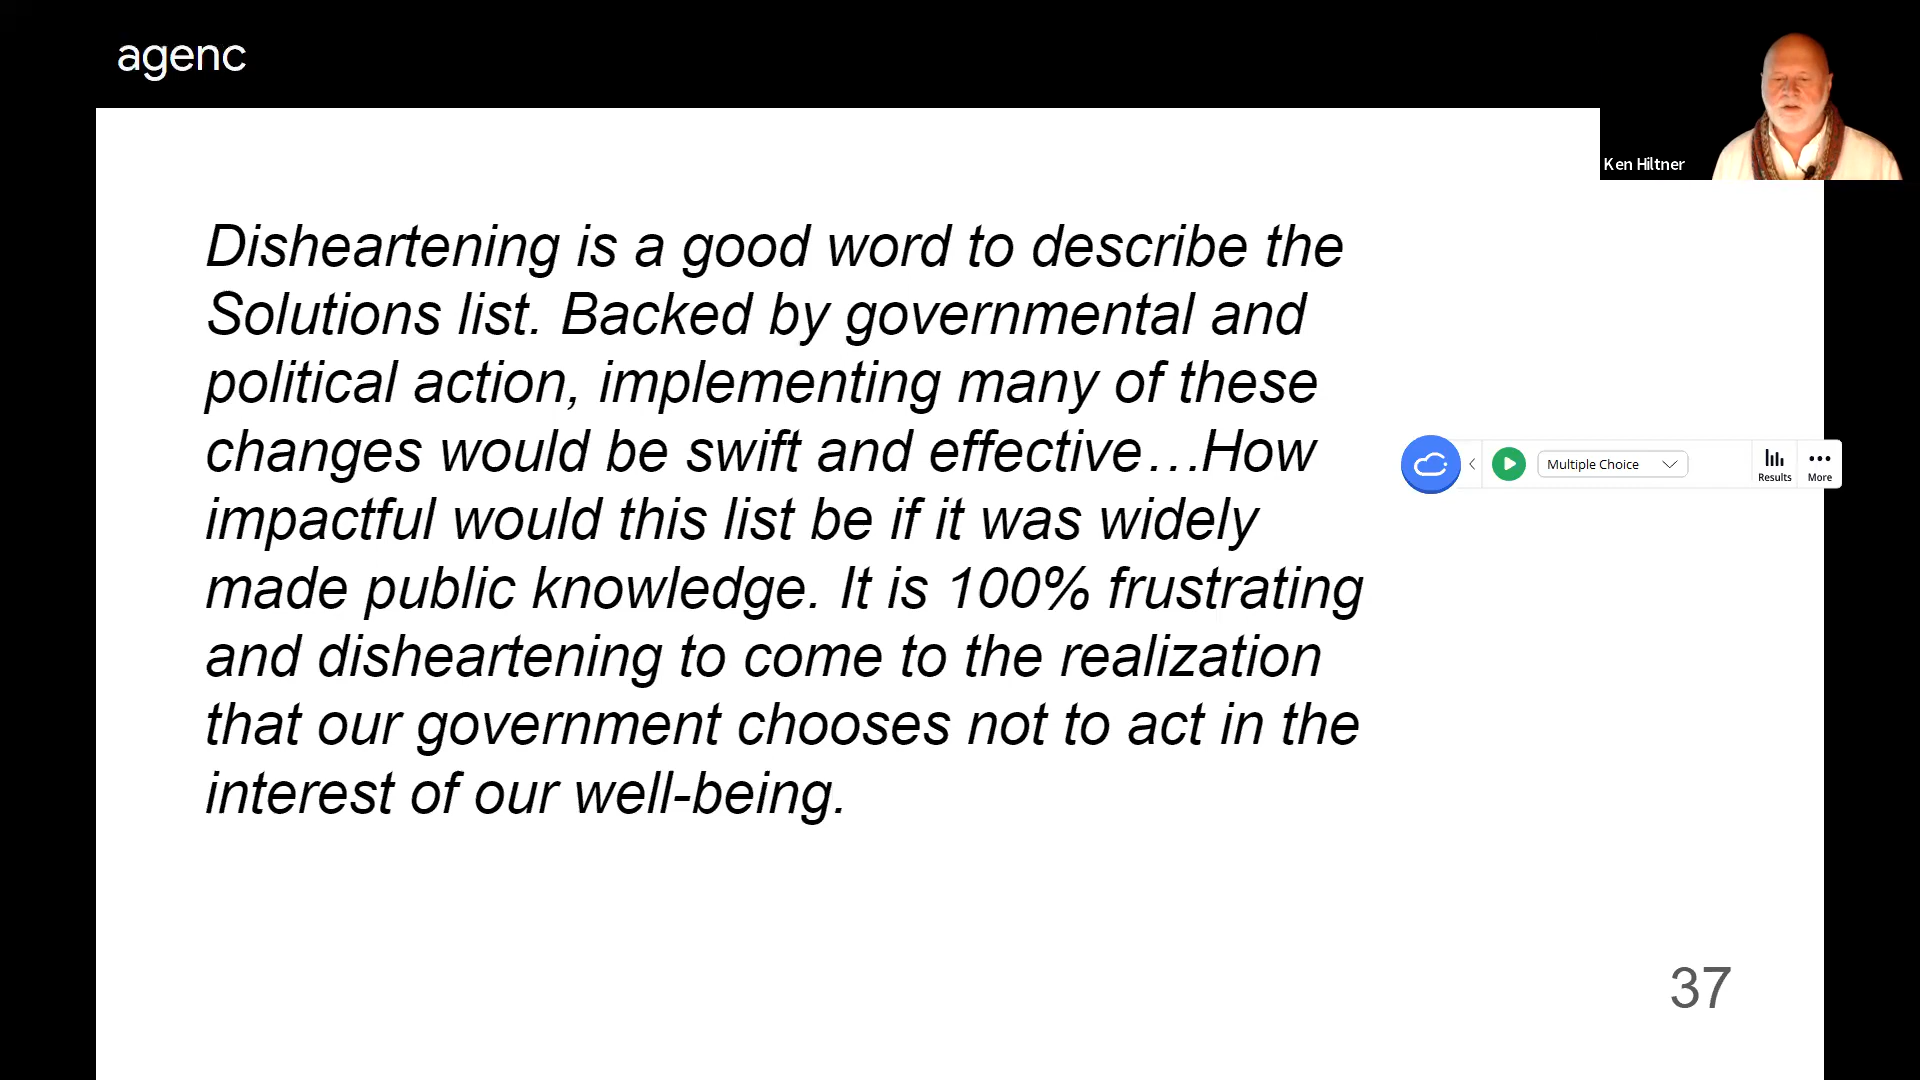 agenc
Ken Hiltner
Disheartening is a good word to describe the
Solutions list. Backed by governmental and
political action, implementing many of these
changes would be swift and effective…How
impactful would this list be if it was widely
made public knowledge. It is 100% frustrating
and disheartening to come to the realization
that our government chooses not to act in the
interest of our well-being.
Multiple Choice
Results
More
37